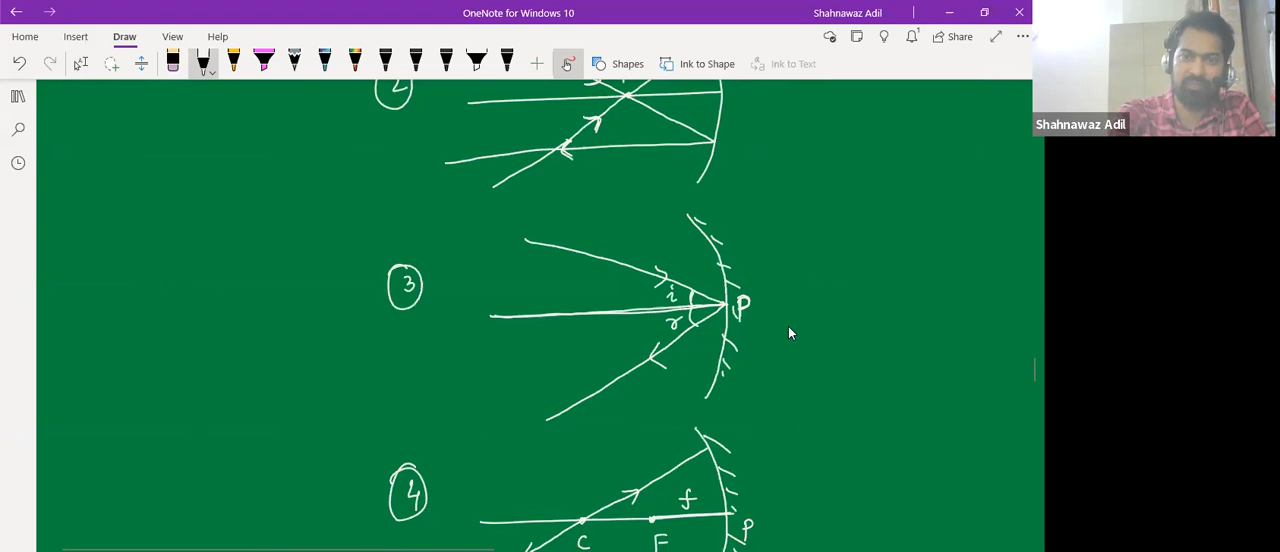 OneNote for Windows 10
Shahnawaz Adil
Home Insert Draw View Help
Share
Shapes Ink to Shape Ink to Text
Shahnawaz Adil
2
3
i
r
P
4
f
C F P